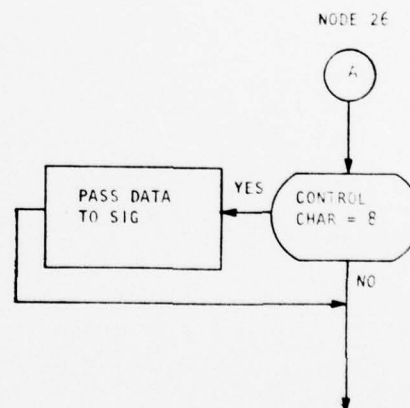 NODE 26
A
YES
PASS DATA
TO SIG
CONTROL
CHAR = 8
NO